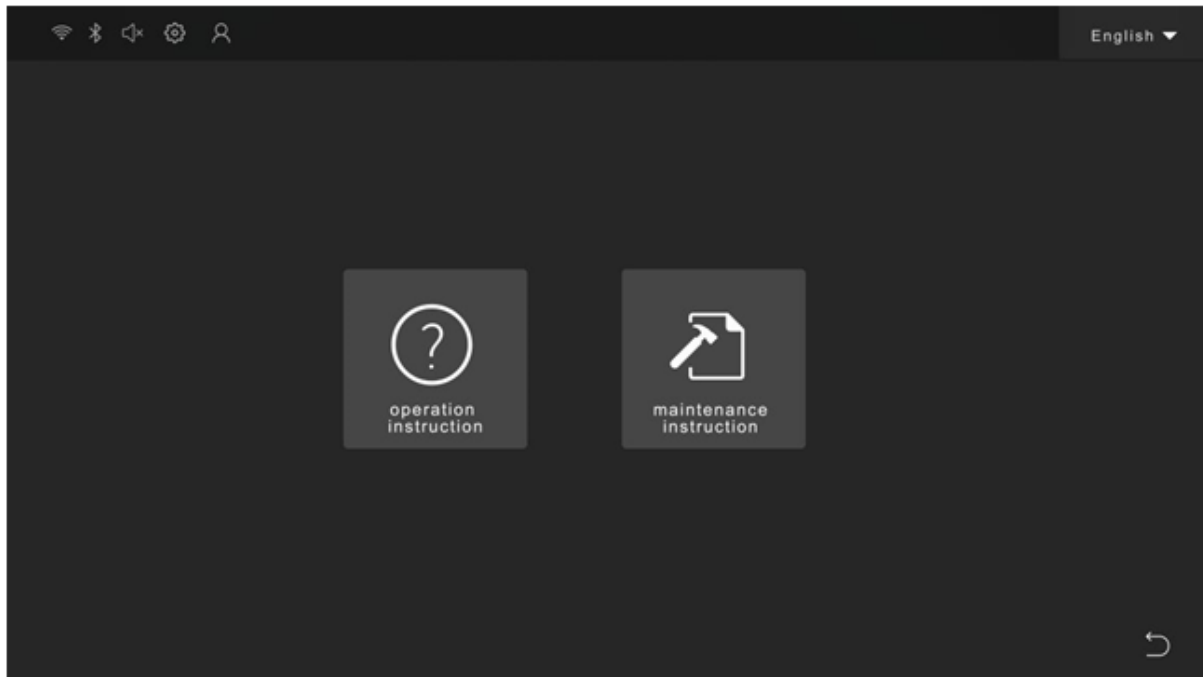 English
operation
instruction
maintenance
instruction